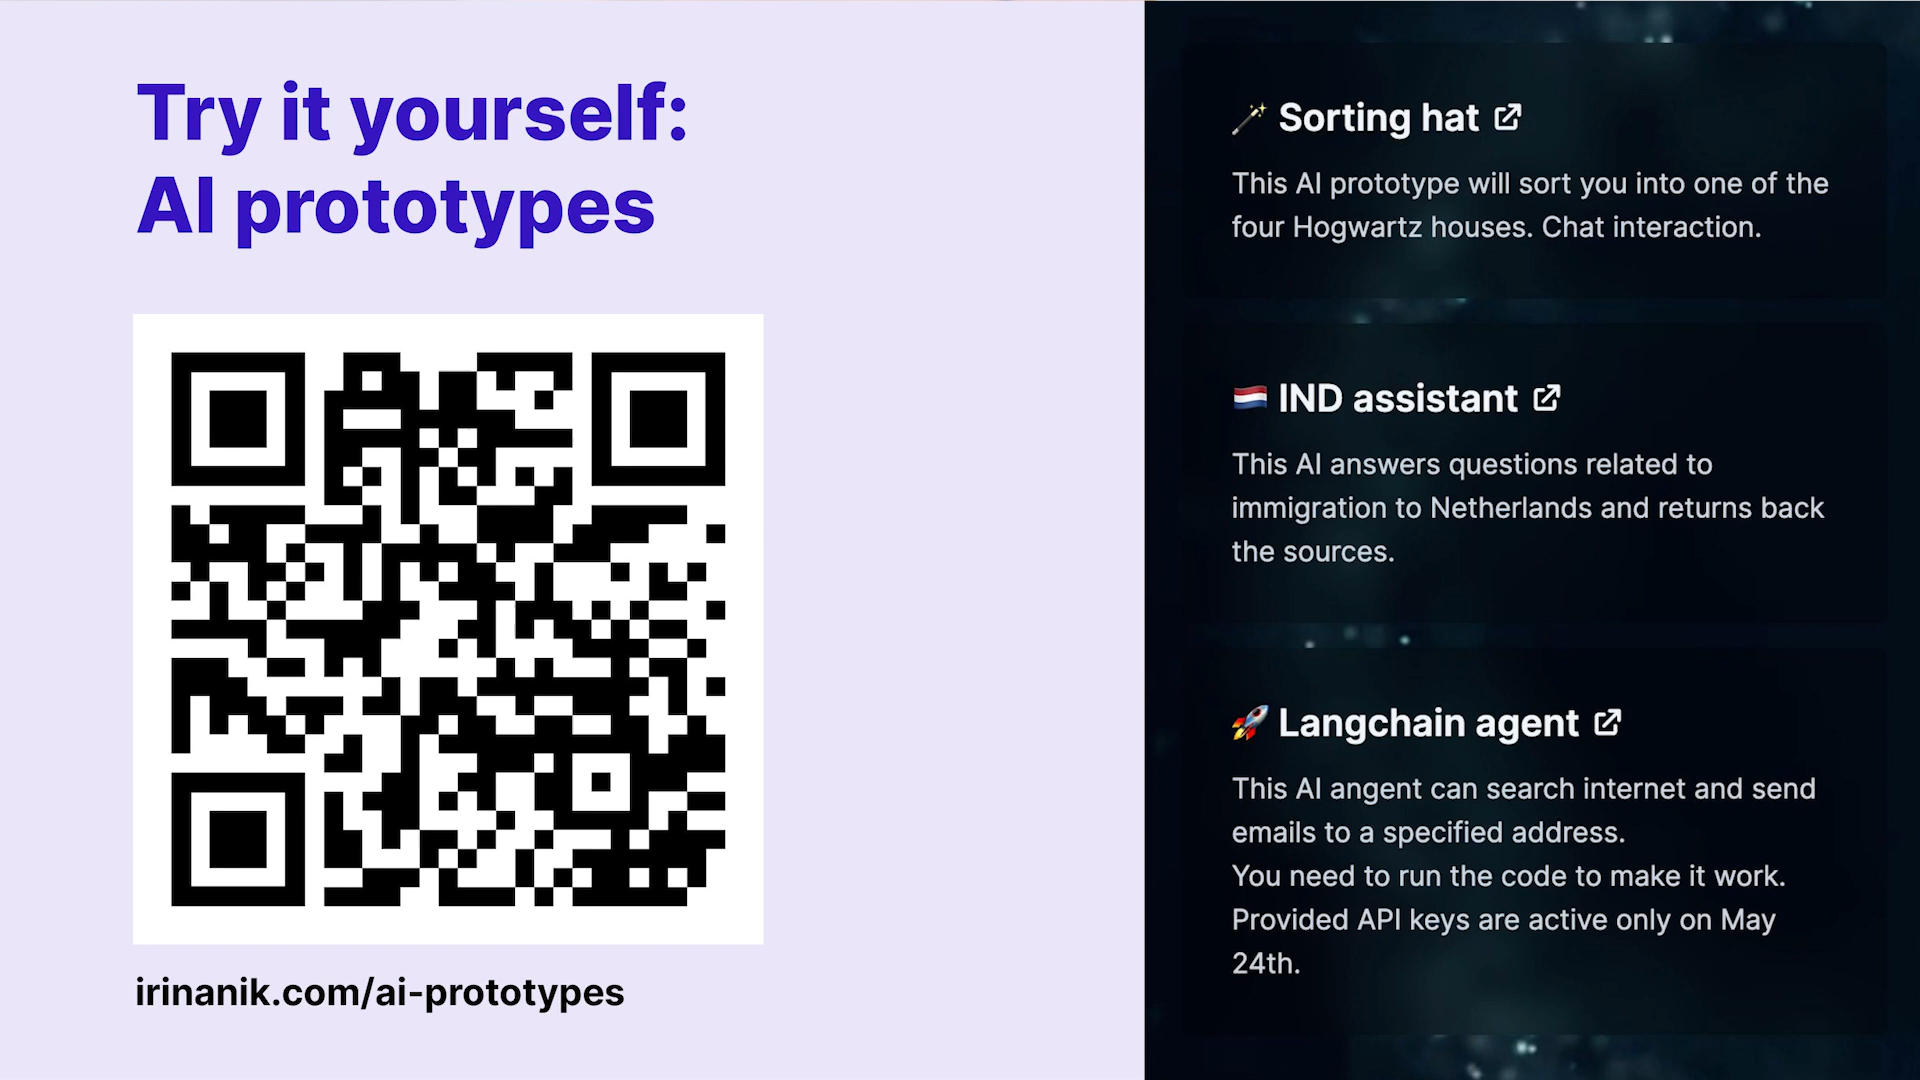 Try it yourself:
AI prototypes
irinanik.com/ai-prototypes
Sorting hat
This AI prototype will sort you into one of the
four Hogwartz houses. Chat interaction.
IND assistant
This AI answers questions related to
immigration to Netherlands and returns back
the sources.
Langchain agent
This AI angent can search internet and send
emails to a specified address.
You need to run the code to make it work.
Provided API keys are active only on May
24th.